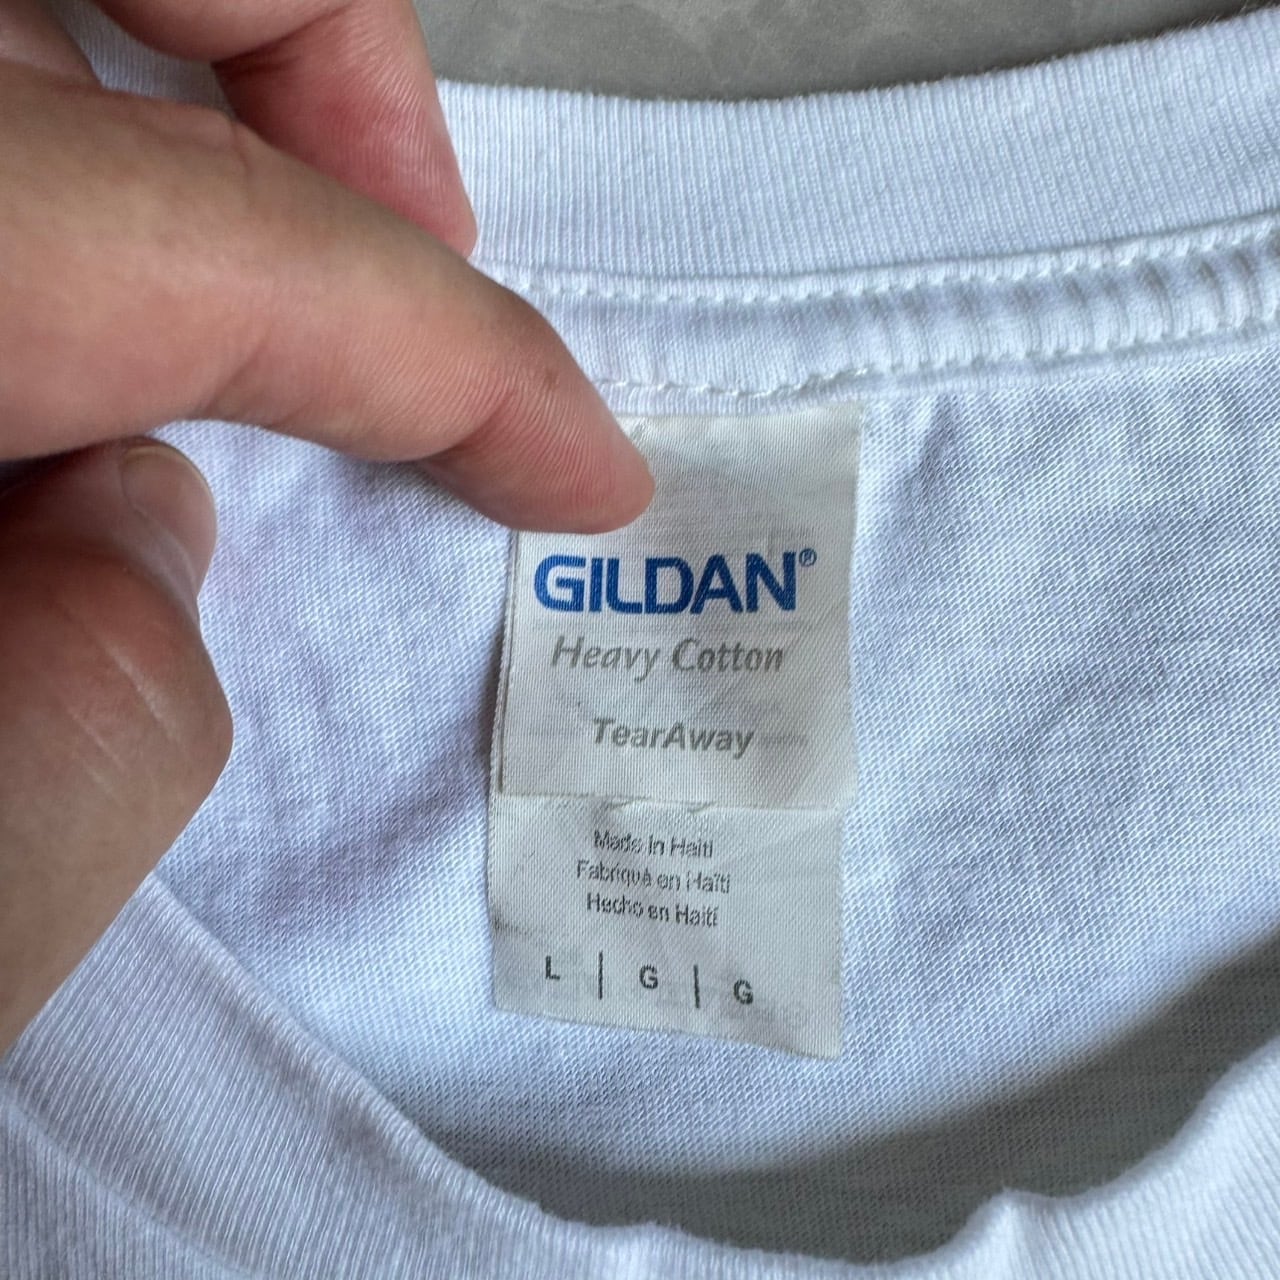 GILDAN®
Heavy Cotton
TearAway
Made in Haiti
Fabriqué en Haïti
Hecho en Haití
L | G | G